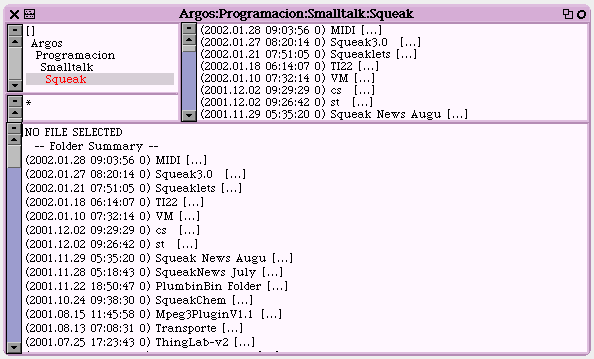 Argos:Programacion:Smalltalk:Squeak
[]
Argos
Programacion
Smalltalk
Squeak
*
(2002.01.28 09:03:56 0) MIDI [...]
(2002.01.27 08:20:14 0) Squeak3.0 [...]
(2002.01.21 07:51:05 0) Squeaklets [...]
(2002.01.18 06:14:07 0) TI22 [...]
(2002.01.10 07:32:14 0) VM [...]
(2001.12.02 09:29:29 0) cs [...]
(2001.12.02 09:26:42 0) st [...]
(2001.11.29 05:35:20 0) Squeak News Augu [...]
NO FILE SELECTED
-- Folder Summary --
(2002.01.28 09:03:56 0) MIDI [...]
(2002.01.27 08:20:14 0) Squeak3.0 [...]
(2002.01.21 07:51:05 0) Squeaklets [...]
(2002.01.18 06:14:07 0) TI22 [...]
(2002.01.10 07:32:14 0) VM [...]
(2001.12.02 09:29:29 0) cs [...]
(2001.12.02 09:26:42 0) st [...]
(2001.11.29 05:35:20 0) Squeak News Augu [...]
(2001.11.28 05:18:43 0) SqueakNews July [...]
(2001.11.22 18:50:47 0) PlumbinBin Folder [...]
(2001.10.24 09:38:30 0) SqueakChem [...]
(2001.08.15 11:45:58 0) Mpeg3PluginV1.1 [...]
(2001.08.13 07:08:31 0) Transporte [...]
(2001.07.25 17:23:43 0) ThingLab-v2 [...]